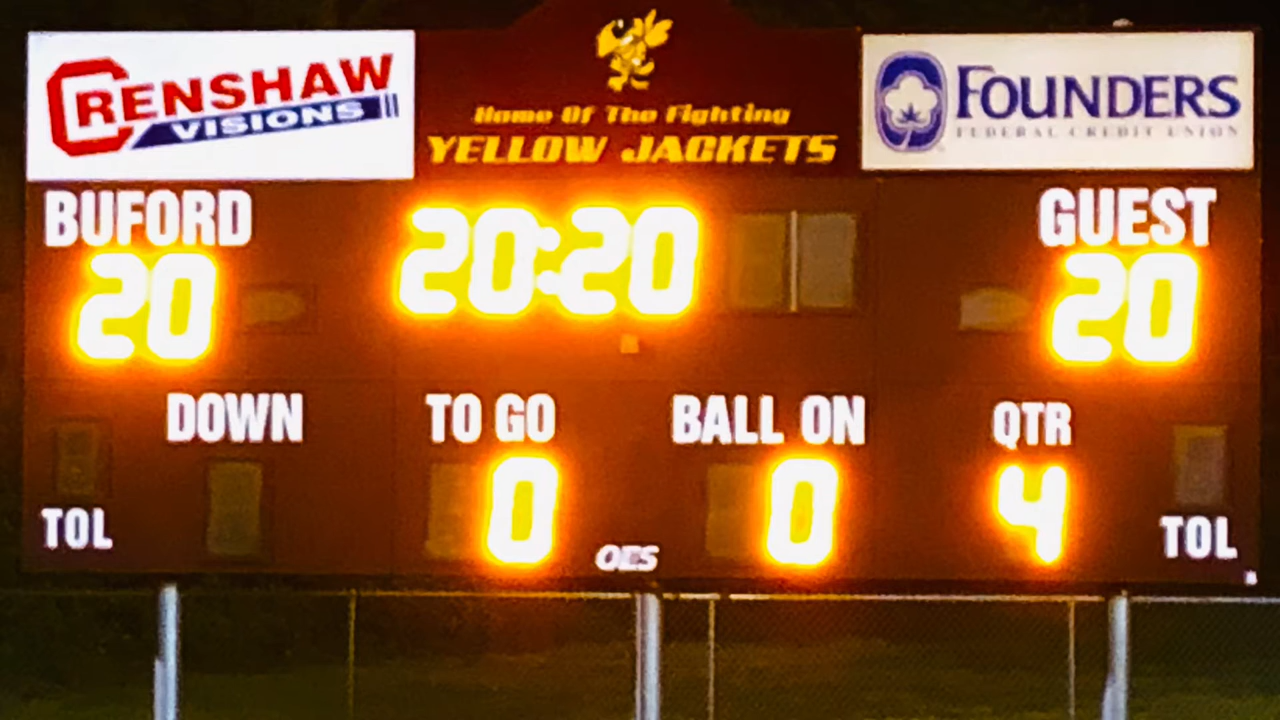 CRENSHAW
VISIONS
Home Of The Fighting
YELLOW JACKETS
FOUNDERS
FEDERAL CREDIT UNION
BUFORD
20:20
GUEST
20
20
DOWN
TO GO
BALL ON
QTR
0
0
4
TOL
OES
TOL